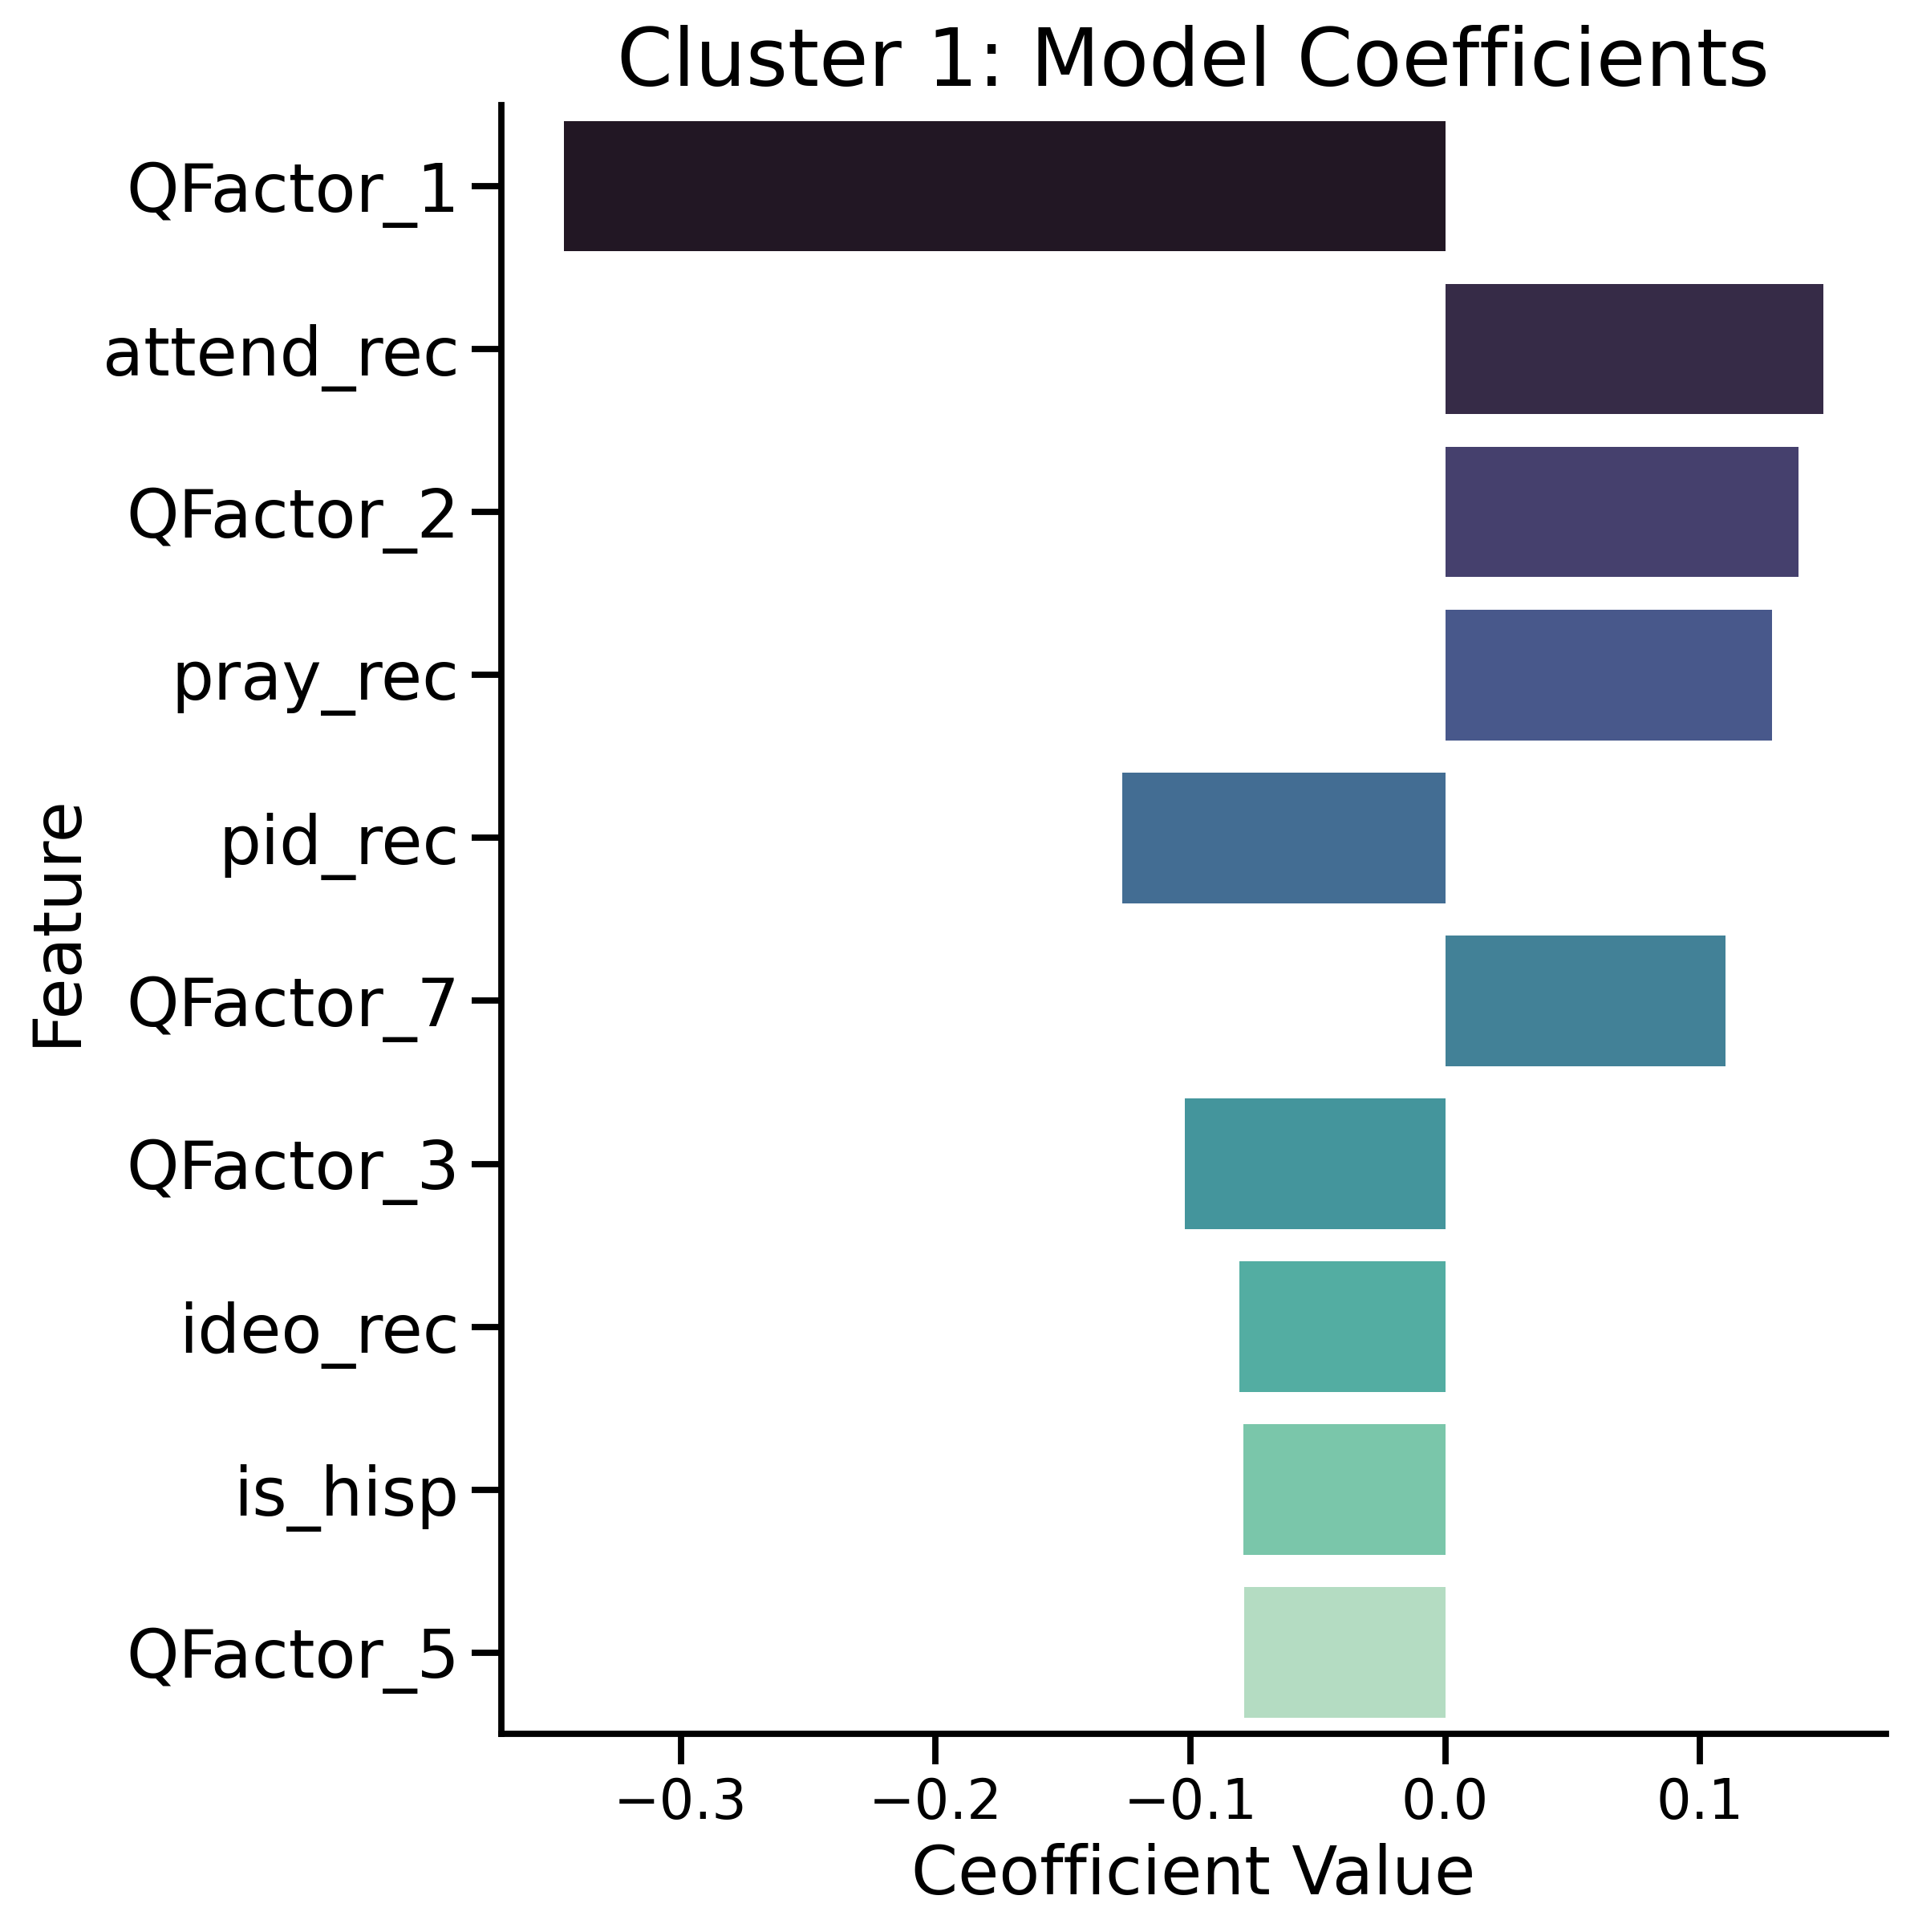 Cluster 1: Model Coefficients
QFactor_1
attend_rec
QFactor_2
pray_rec
pid_rec
QFactor_7
QFactor_3
ideo_rec
is_hisp
QFactor_5
Feature
−0.3 −0.2 −0.1 0.0 0.1
Ceofficient Value